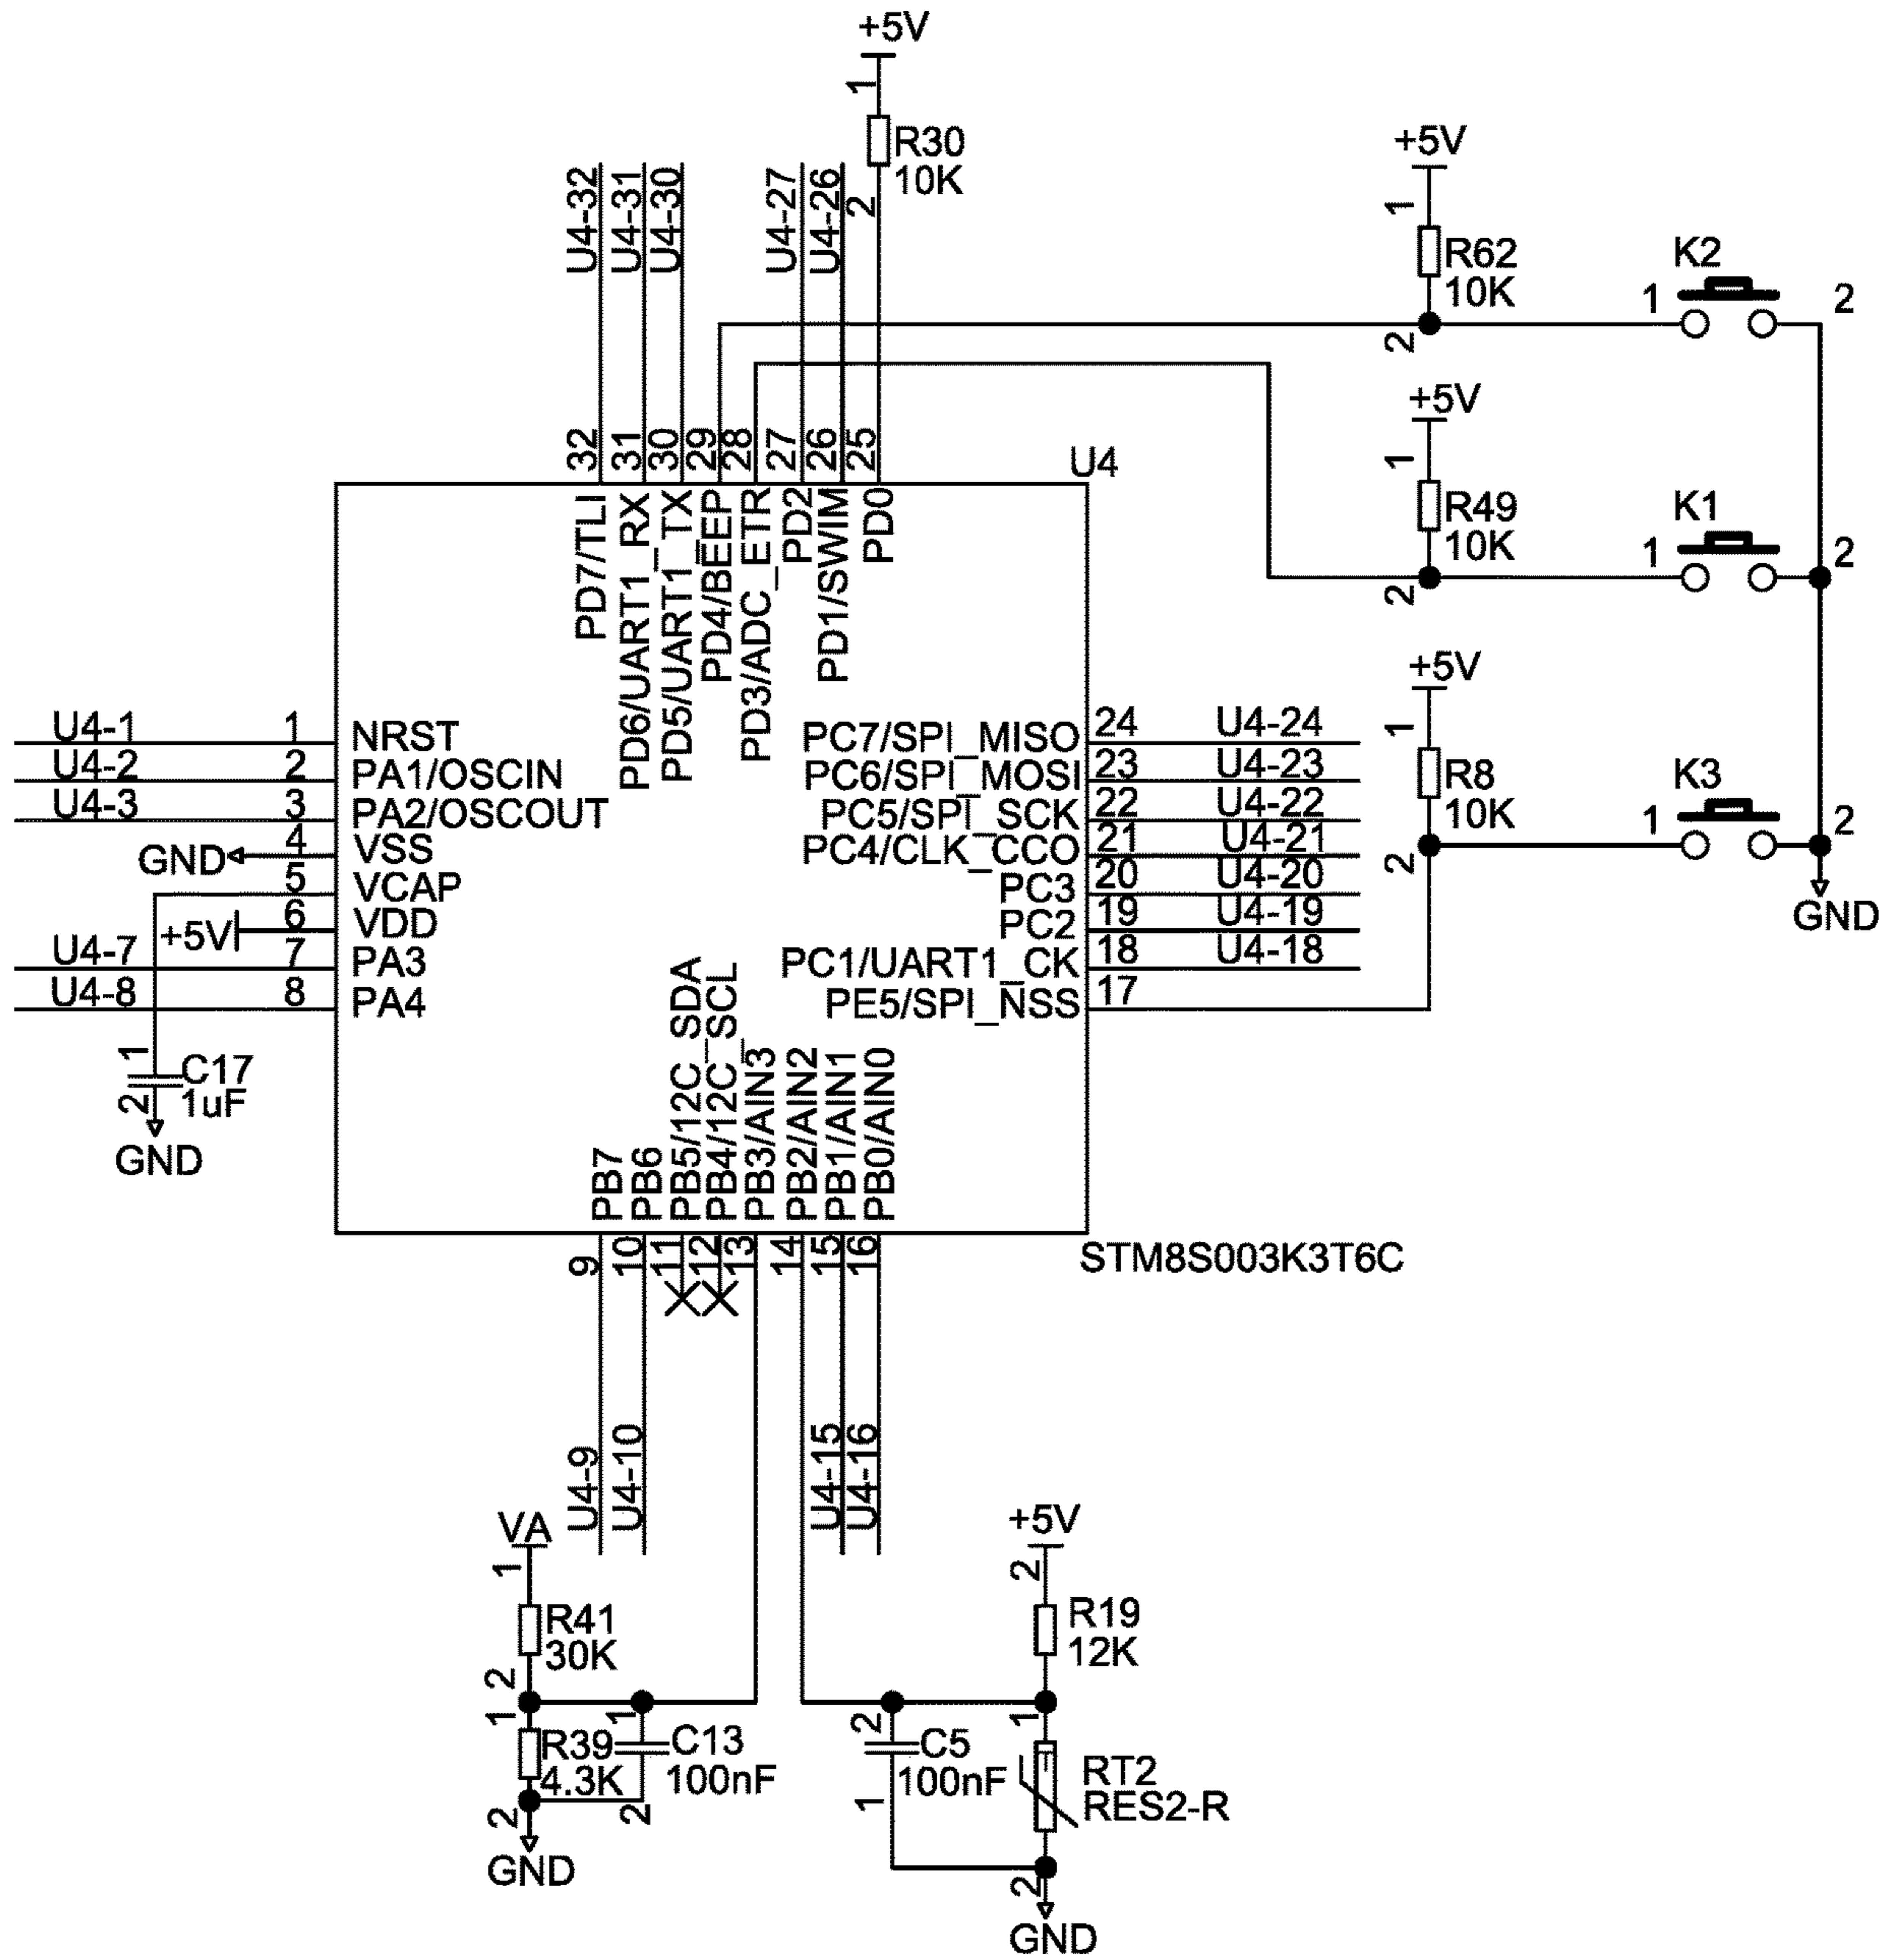 +5V
1
R30
10K
2
U4-32
U4-31
U4-30
U4-27
U4-26
+5V
1
R62
10K
2
K2
1
2
+5V
1
R49
10K
2
K1
1
2
+5V
1
R8
10K
2
K3
1
2
GND
32
31
30
29
28
27
26
25
U4
PD7/TLI
PD6/UART1_RX
PD5/UART1_TX
PD4/BEEP
PD3/ADC_ETR
PD2
PD1/SWIM
PD0
U4-1 1 NRST
U4-2 2 PA1/OSCIN
U4-3 3 PA2/OSCOUT
GND 4 VSS
5 VCAP
+5V 6 VDD
U4-7 7 PA3
U4-8 8 PA4
PC7/SPI_MISO 24 U4-24
PC6/SPI_MOSI 23 U4-23
PC5/SPI_SCK 22 U4-22
PC4/CLK_CCO 21 U4-21
PC3 20 U4-20
PC2 19 U4-19
PC1/UART1_CK 18 U4-18
PE5/SPI_NSS 17
1
C17
1uF
2
GND
PB7
PB6
PB5/12C_SDA
PB4/12C_SCL
PB3/AIN3
PB2/AIN2
PB1/AIN1
PB0/AIN0
9
10
11
12
13
14
15
16
STM8S003K3T6C
U4-9
U4-10
U4-15
U4-16
VA
1
R41
30K
2
1
R39
4.3K
2
GND
1
C13
100nF
2
+5V
2
R19
12K
2
C5
100nF
1
1
RT2
RES2-R
2
GND